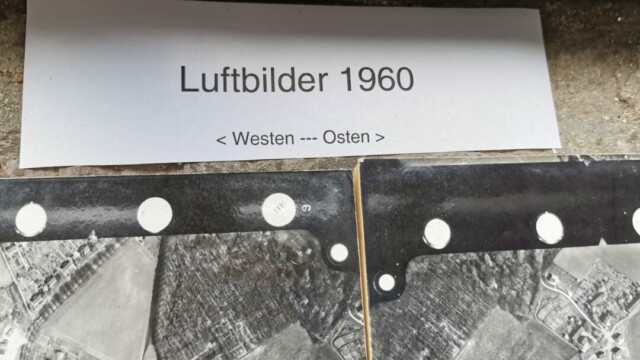 Luftbilder 1960
< Westen --- Osten >